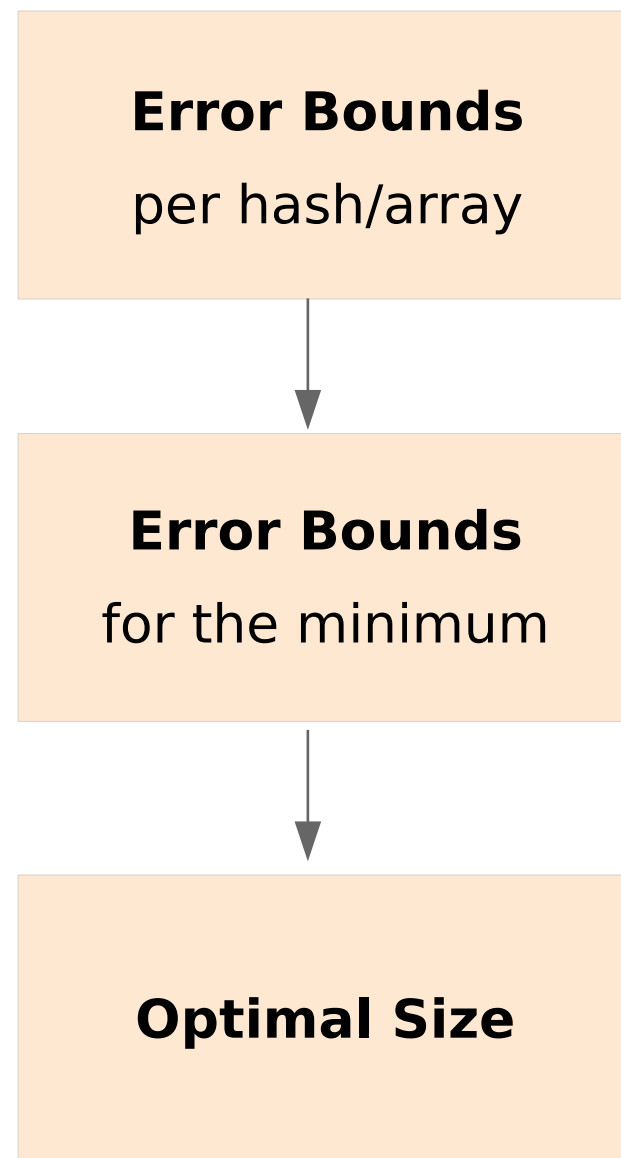 Error Bounds
per hash/array
Error Bounds
for the minimum
Optimal Size